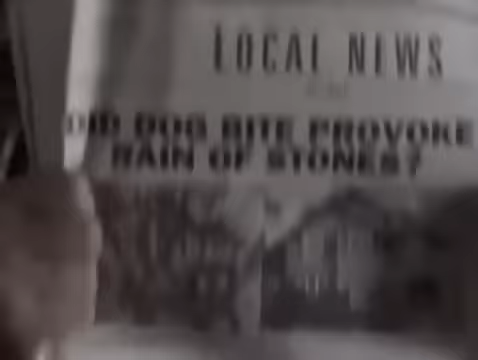 LOCAL NEWS
DID DOG BITE PROVOKE
RAIN OF STONES?